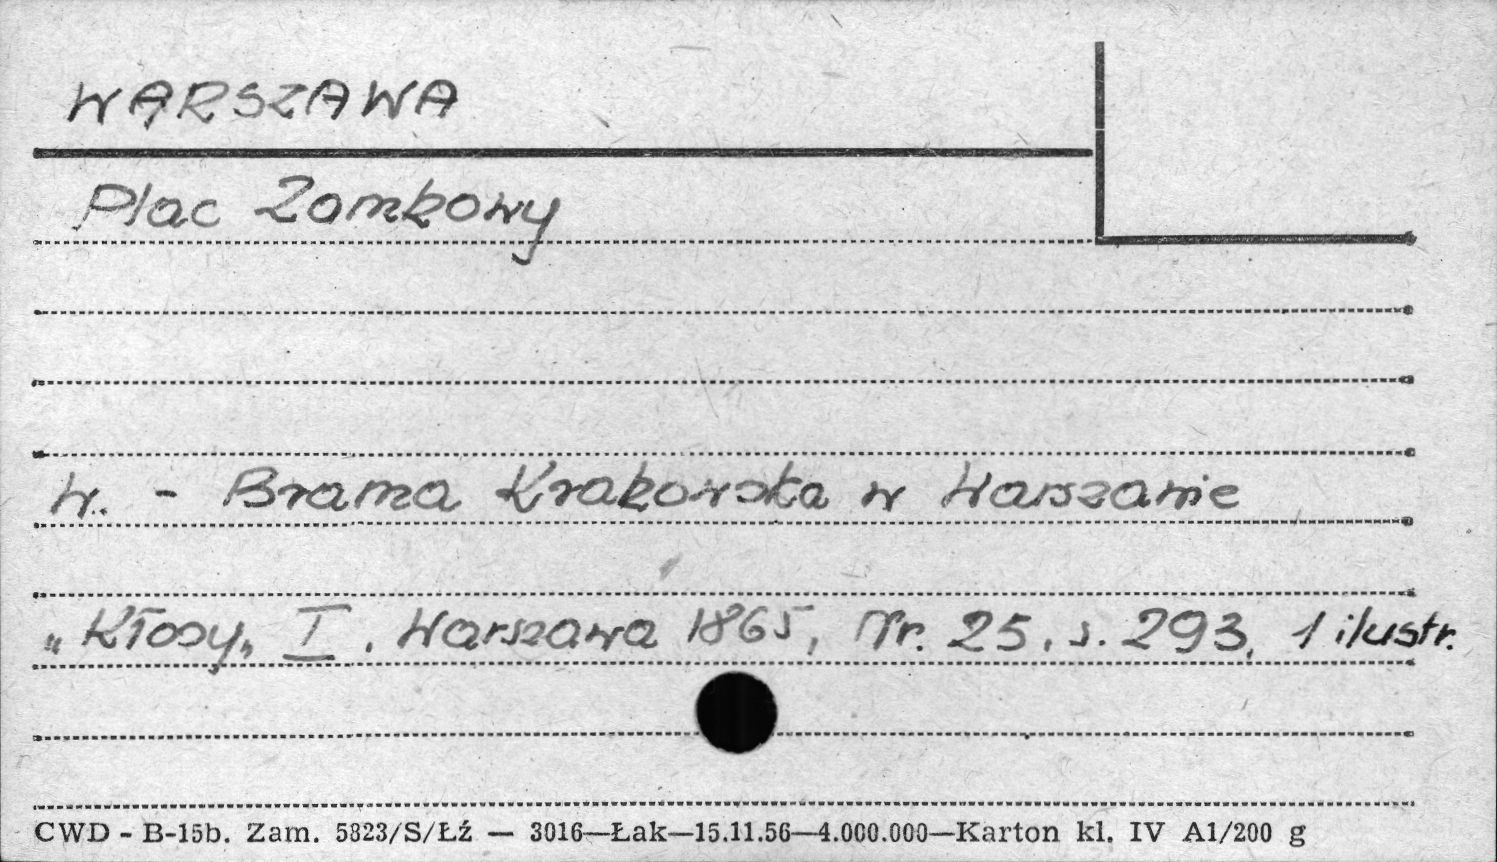 WARSZAWA
Plac Zamkowy
W. - Brama Krakowska w Warszawie
„Kłosy„ I. Warszawa 1865, Nr. 25, s. 293, 1 ilustr.
CWD - B-15b. Zam. 5823/S/Łź — 3016—Łak—15.11.56—4.000.000—Karton kl. IV A1/200 g